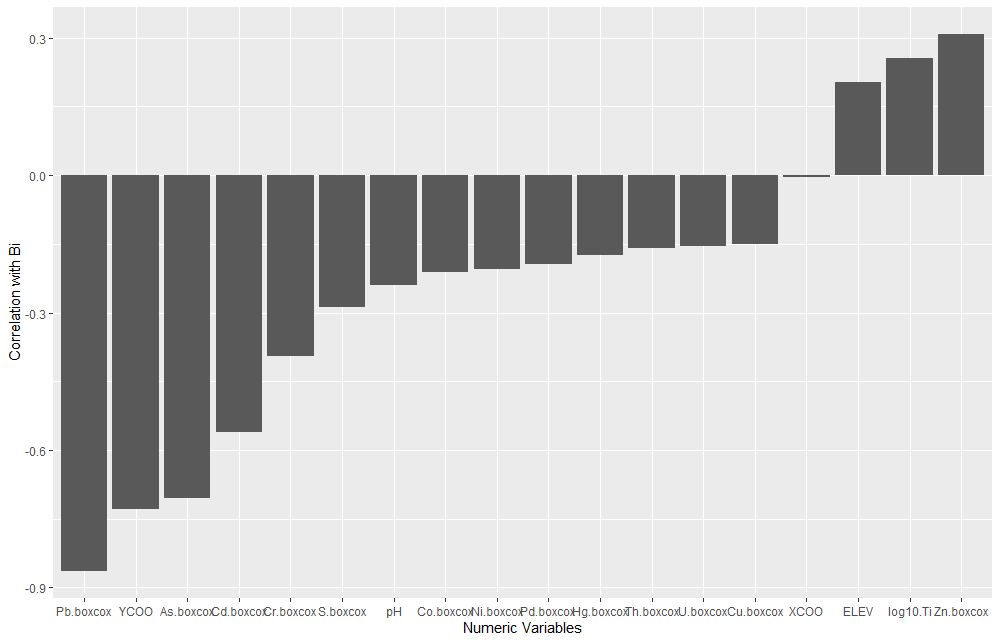 0.3
0.0
-0.3
-0.6
-0.9
Correlation with Bi
Pb.boxcox YCOO As.boxcox Cd.boxcox Cr.boxcox S.boxcox pH Co.boxcox Ni.boxcox Pd.boxcox Hg.boxcox Th.boxcox U.boxcox Cu.boxcox XCOO ELEV log10.Ti Zn.boxcox
Numeric Variables